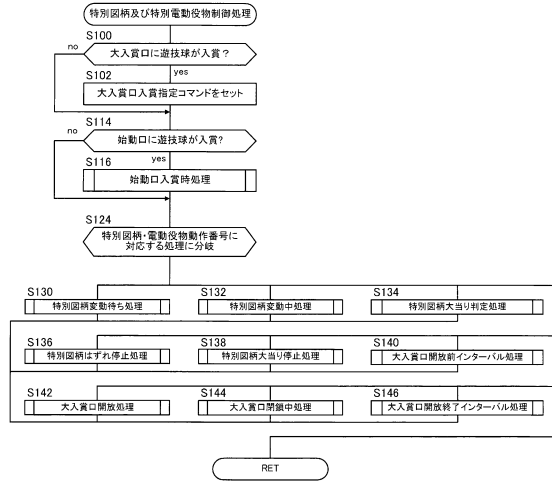 特別図柄及び特別電動役物制御処理
S100
no
大入賞口に遊技球が入賞？
yes
S102
大入賞口入賞指定コマンドをセット
S114
no
始動口に遊技球が入賞?
yes
S116
始動口入賞時処理
S124
特別図柄・電動役物動作番号に
対応する処理に分岐
S130
S132
S134
特別図柄変動待ち処理
特別図柄変動中処理
特別図柄大当り判定処理
S136
S138
S140
特別図柄はずれ停止処理
特別図柄大当り停止処理
大入賞口開放前インターバル処理
S142
S144
S146
大入賞口開放処理
大入賞口閉鎖中処理
大入賞口開放終了インターバル処理
RET